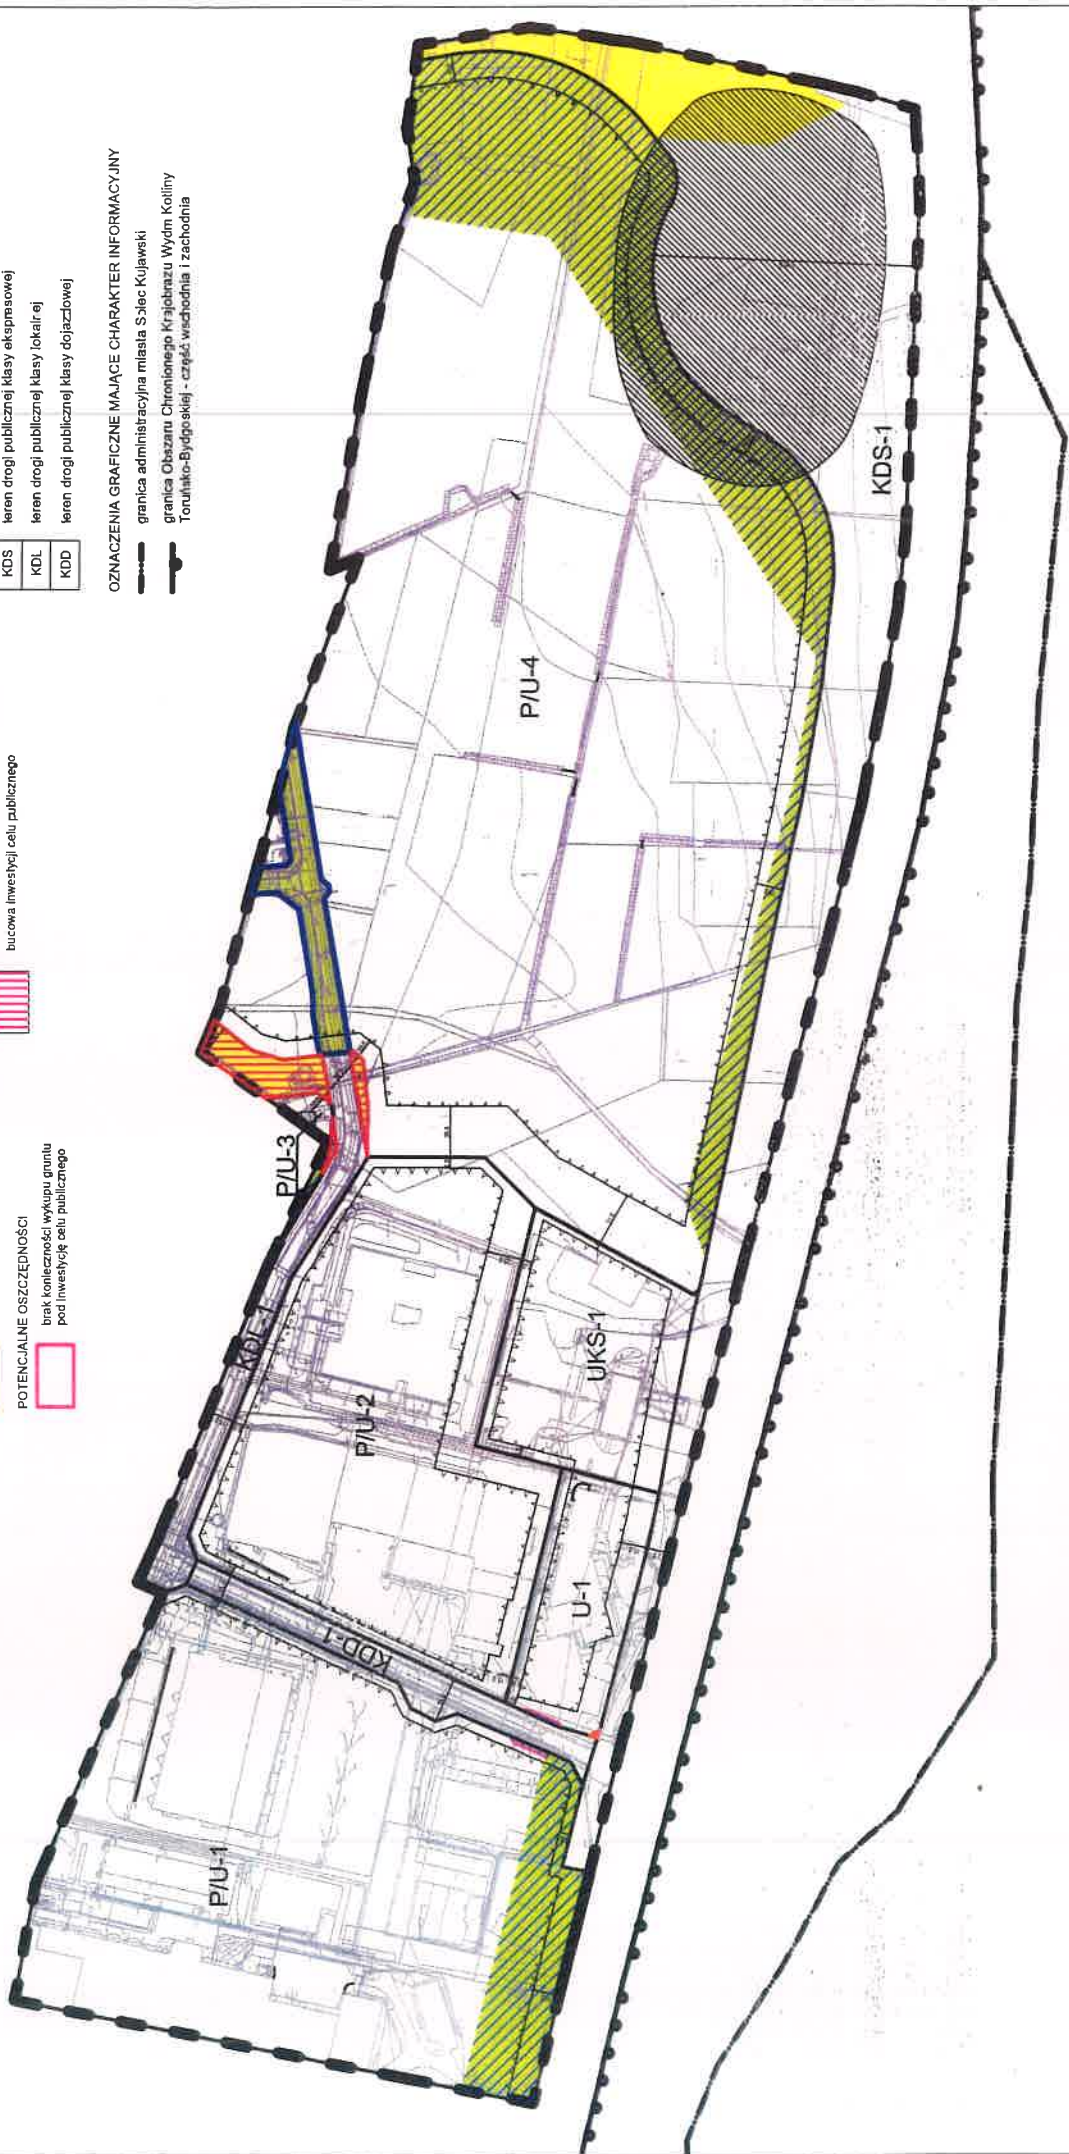 KDS
teren drogi publicznej klasy ekspresowej
KDL
teren drogi publicznej klasy lokalnej
KDD
teren drogi publicznej klasy dojazdowej
OZNACZENIA GRAFICZNE MAJĄCE CHARAKTER INFORMACYJNY
granica administracyjna miasta Solec Kujawski
granica Obszaru Chronionego Krajobrazu Wydm Kotliny
Toruńsko-Bydgoskiej - część wschodnia i zachodnia
budowa inwestycji celu publicznego
POTENCJALNE OSZCZĘDNOŚCI
brak konieczności wykupu gruntu
pod inwestycję celu publicznego
P/U-1
KDD-1
U-1
P/U-2
UKS-1
KDL-1
P/U-3
P/U-4
KDS-1